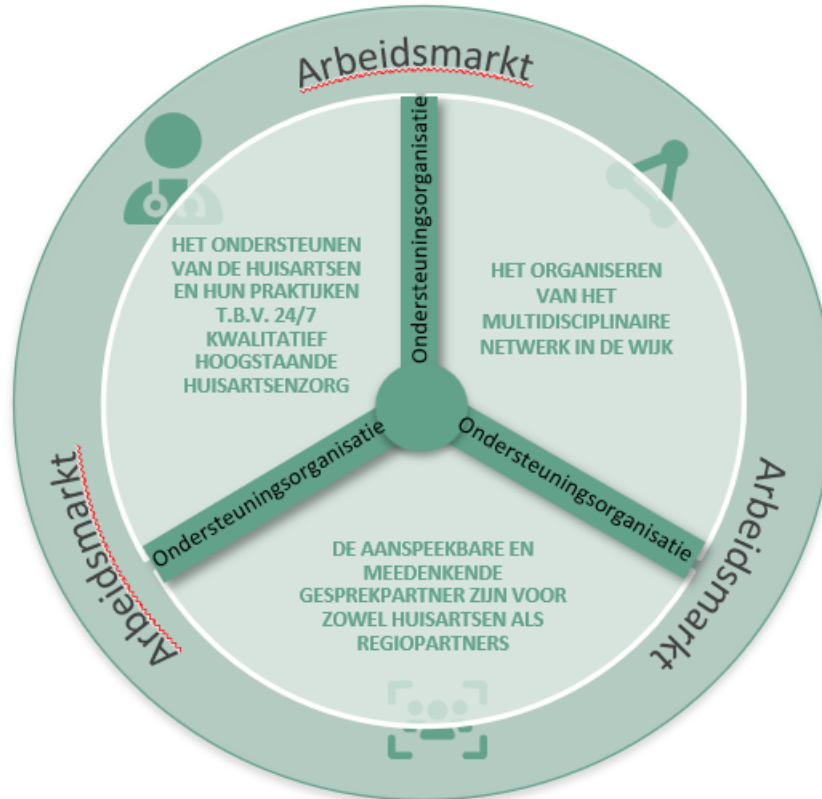 Arbeidsmarkt
Ondersteuningsorganisatie
HET ONDERSTEUNEN
VAN DE HUISARTSEN
EN HUN PRAKTIJKEN
T.B.V. 24/7
KWALITATIEF
HOOGSTAANDE
HUISARTSENZORG
HET ORGANISEREN
VAN HET
MULTIDISCIPLINAIRE
NETWERK IN DE WIJK
Ondersteuningsorganisatie
Ondersteuningsorganisatie
DE AANSPEEKBARE EN
MEEDENKENDE
GESPREKPARTNER ZIJN VOOR
ZOWEL HUISARTSEN ALS
REGIOPARTNERS
Arbeidsmarkt
Arbeidsmarkt